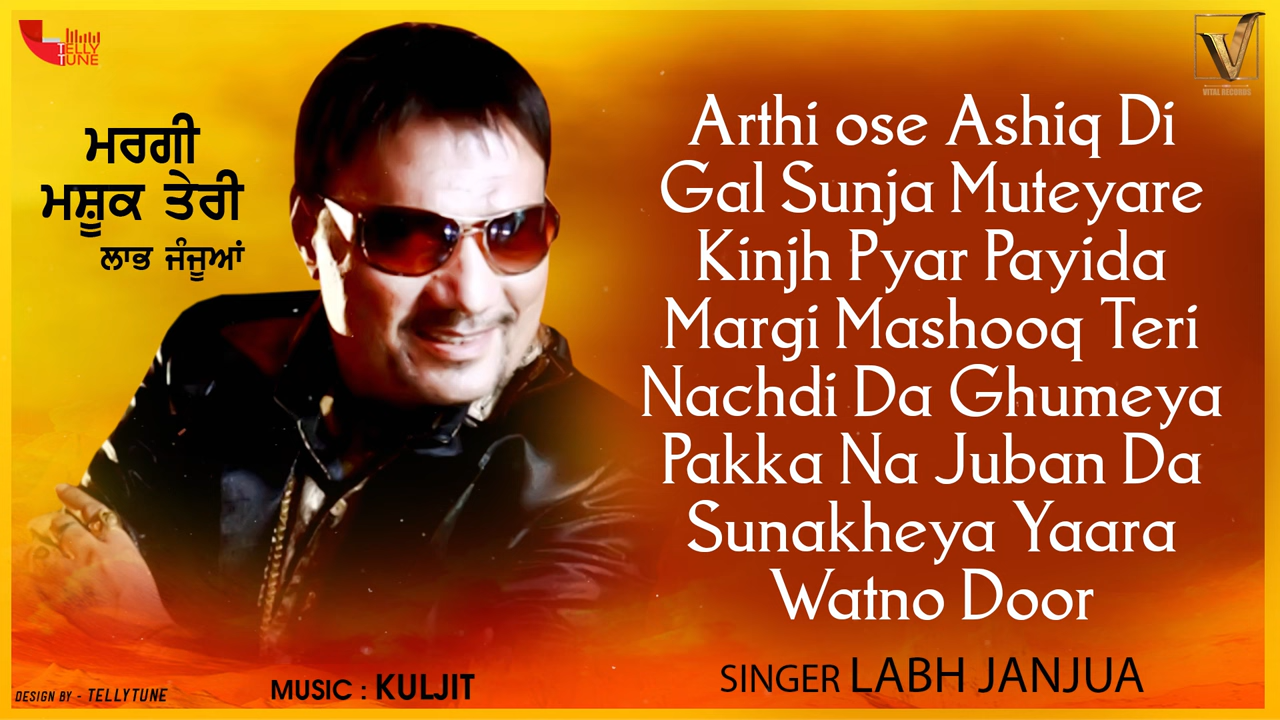 TELLY
TUNE
VITAL RECORDS
ਮਰਗੀ
ਮਸ਼ੂਕ ਤੇਰੀ
ਲਾਭ ਜੰਜੂਆਂ
Arthi ose Ashiq Di
Gal Sunja Muteyare
Kinjh Pyar Payida
Margi Mashooq Teri
Nachdi Da Ghumeya
Pakka Na Juban Da
Sunakheya Yaara
Watno Door
SINGER LABH JANJUA
MUSIC : KULJIT
DESIGN BY - TELLYTUNE